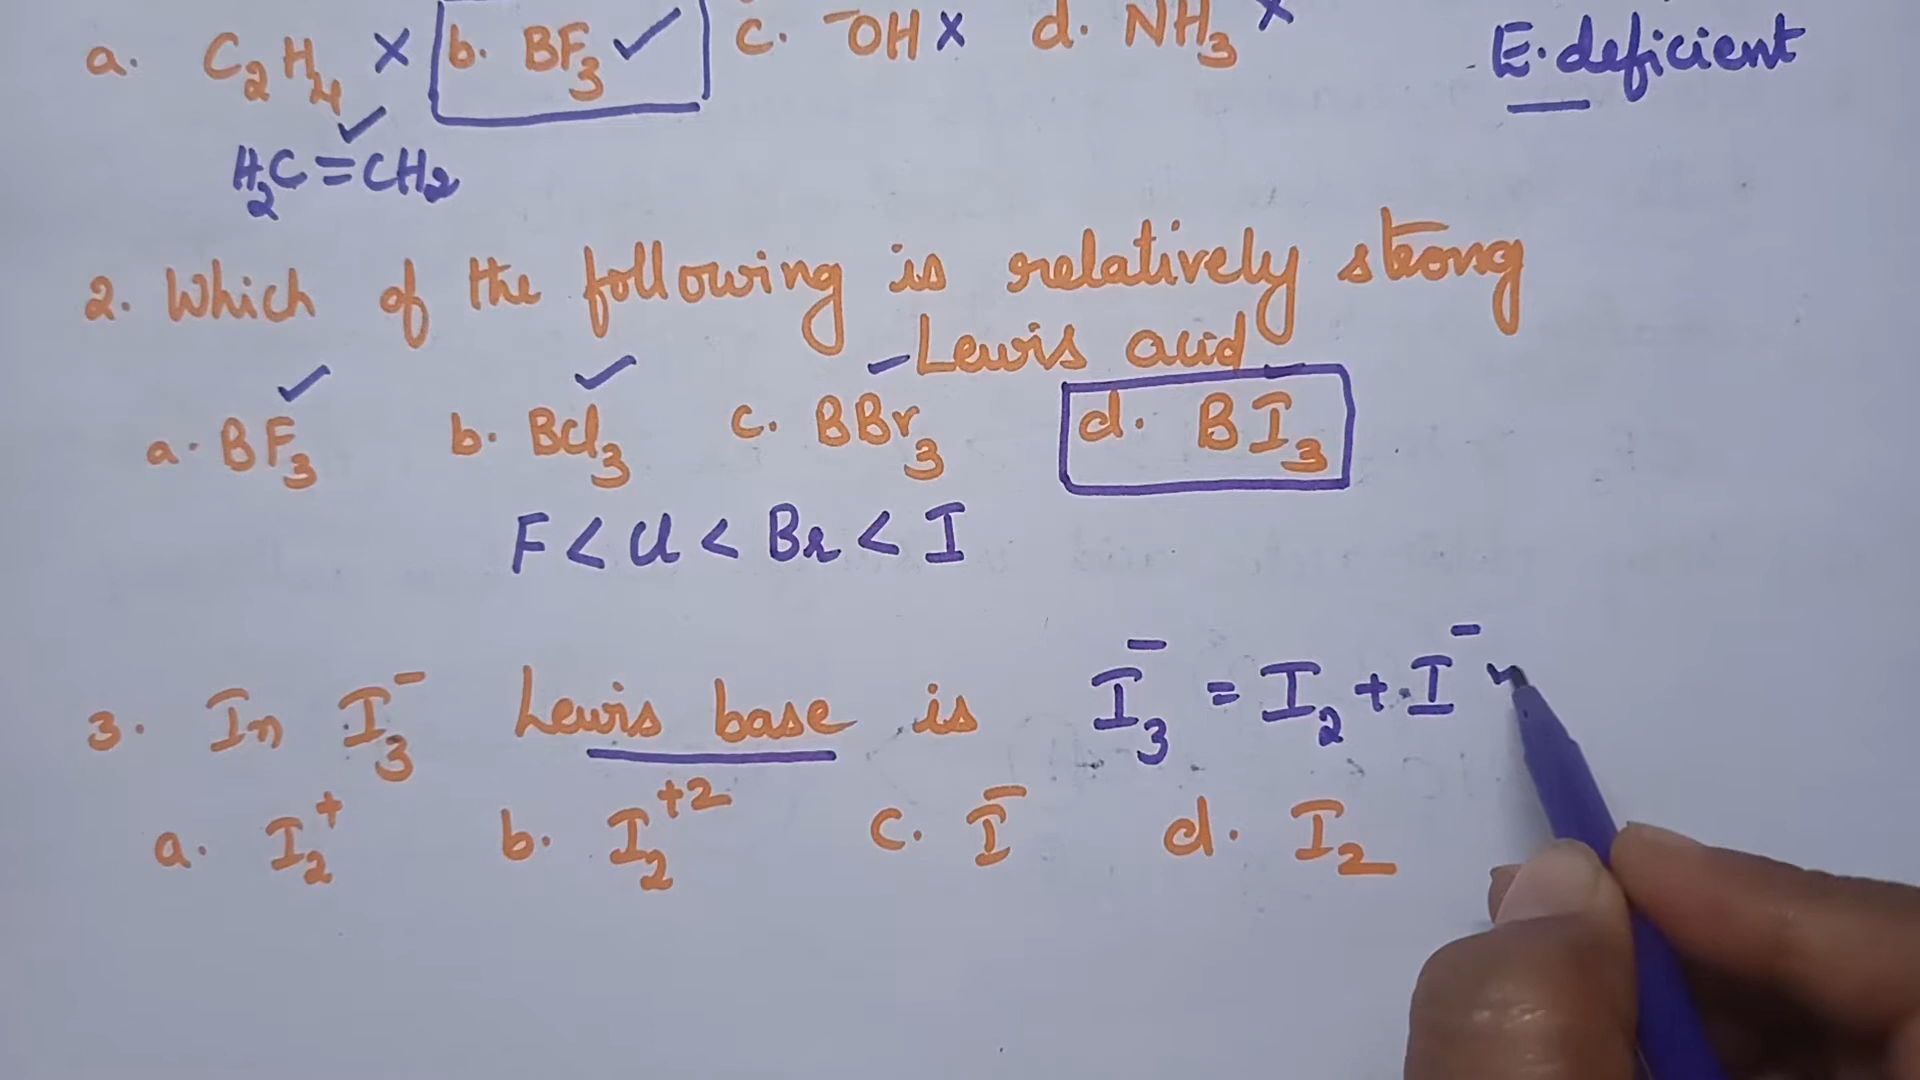 a. C₂H₄ × b. BF₃ ✓ c. ⁻OH × d. NH₃ × E. deficient
H₂C=CH₂
2. Which of the following is relatively strong
Lewis acid
a. BF₃ ✓ b. BCl₃ ✓ c. BBr₃ d. BI₃
F < Cl < Br < I
3. In I₃⁻ Lewis base is I₃⁻ = I₂ + I⁻
a. I₂⁺ b. I₂⁺² c. I⁻ d. I₂